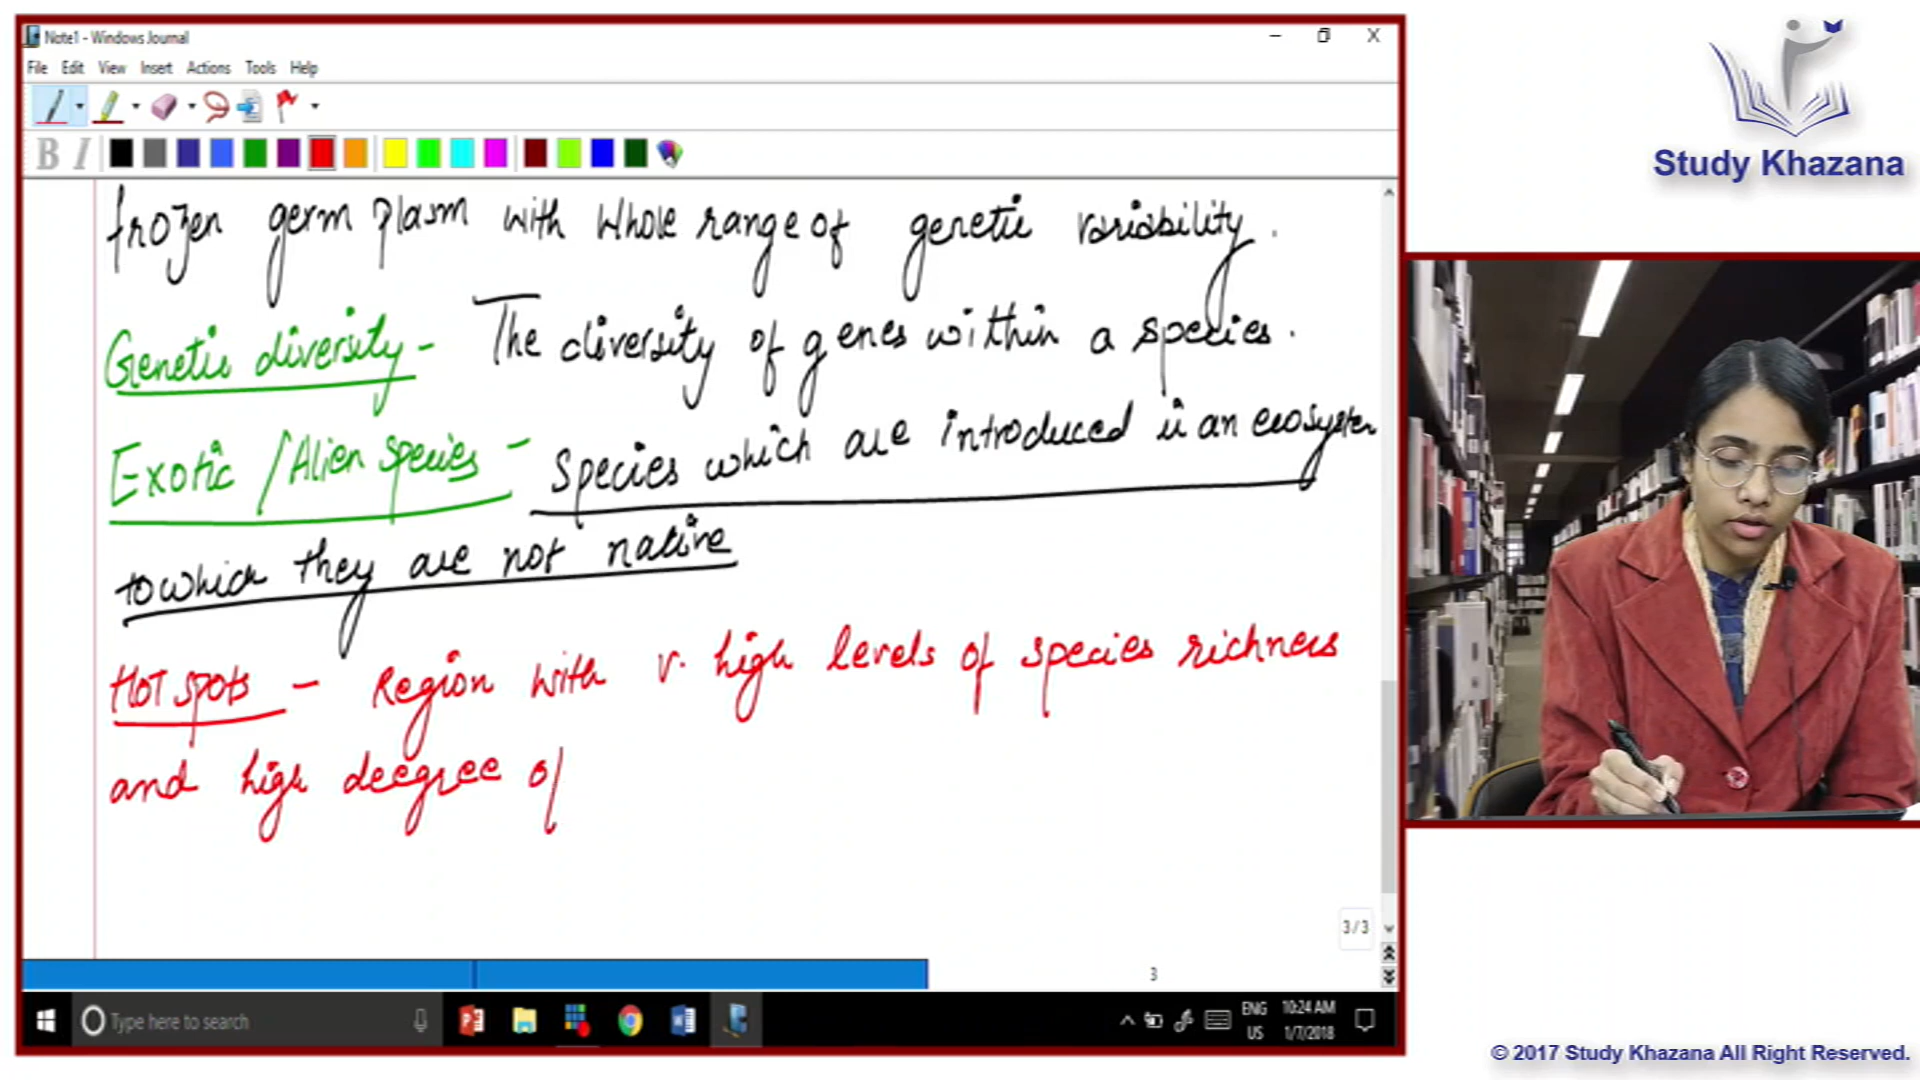 Note1 - Windows Journal
File Edit View Insert Actions Tools Help
B I
frozen germ plasm with whole range of genetic variability.
Genetic diversity - The diversity of genes within a species.
Exotic / Alien species - Species which are introduced in an ecosystem
to which they are not native
HOT spots - Region with v. high levels of species richness
and high deegree of
3/3
3
Type here to search
ENG
US
10:24 AM
1/7/2018
Study Khazana
© 2017 Study Khazana All Right Reserved.